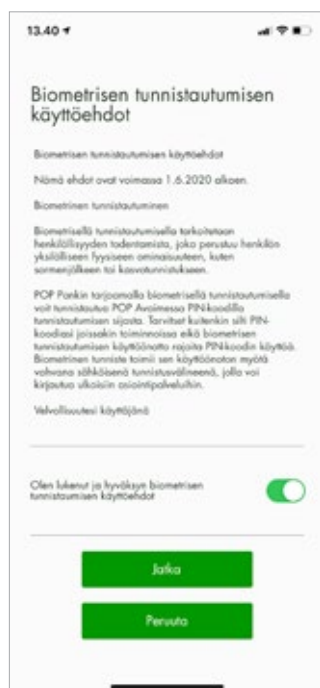 13.40
Biometrisen tunnistautumisen
käyttöehdot
Biometrisen tunnistautumisen käyttöehdot
Nämä ehdot ovat voimassa 1.6.2020 alkaen.
Biometrinen tunnistautuminen
Biometrisellä tunnistautumisella tarkoitetaan
henkilöllisyyden todentamista, joka perustuu henkilön
yksilölliseen fyysiseen ominaisuuteen, kuten
sormenjälkeen tai kasvotunnistukseen.
POP Pankin tarjoamalla biometrisellä tunnistautumisella
voit tunnistautua POP Avaimessa PIN-koodilla
tunnistautumisen sijasta. Tarvitset kuitenkin silti PIN-
koodiasi joissakin toiminnoissa eikä biometrisen
tunnistautumisen käyttöönotto rajoita PIN-koodin käyttöä.
Biometrinen tunniste toimii sen käyttöönoton myötä
vahvana sähköisenä tunnistusvälineenä, jolla voi
kirjautua ulkoisiin asiointipalveluihin.
Velvollisuutesi käyttäjänä
Olen lukenut ja hyväksyn biometrisen
tunnistaumisen käyttöehdot
Jatka
Peruuta